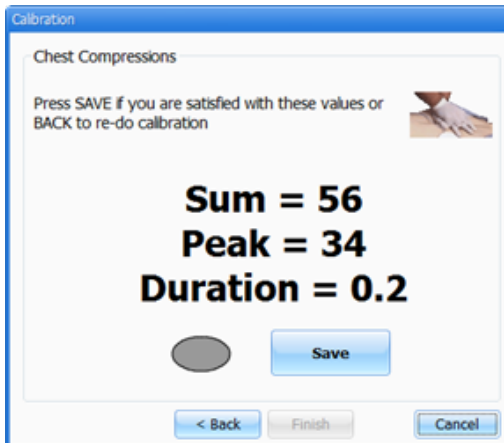 Calibration
Chest Compressions
Press SAVE if you are satisfied with these values or
BACK to re-do calibration
Sum = 56
Peak = 34
Duration = 0.2
Save
< Back
Finish
Cancel